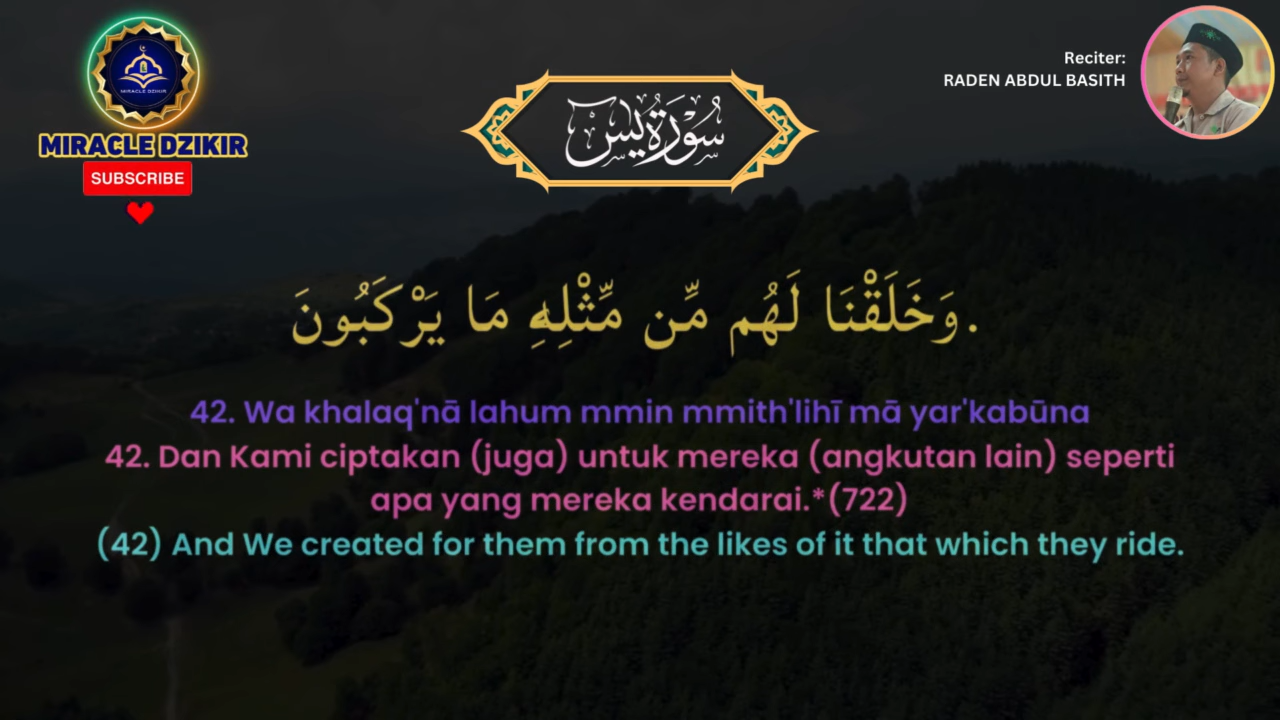 MIRACLE DZIKIR
MIRACLE DZIKIR
SUBSCRIBE
سُوْرَةُ يٰسٓ
Reciter:
RADEN ABDUL BASITH
وَخَلَقْنَا لَهُم مِّن مِّثْلِهِۦ مَا يَرْكَبُونَ.
42. Wa khalaq'nā lahum mmin mmith'lihī mā yar'kabūna
42. Dan Kami ciptakan (juga) untuk mereka (angkutan lain) seperti
apa yang mereka kendarai.*(722)
(42) And We created for them from the likes of it that which they ride.